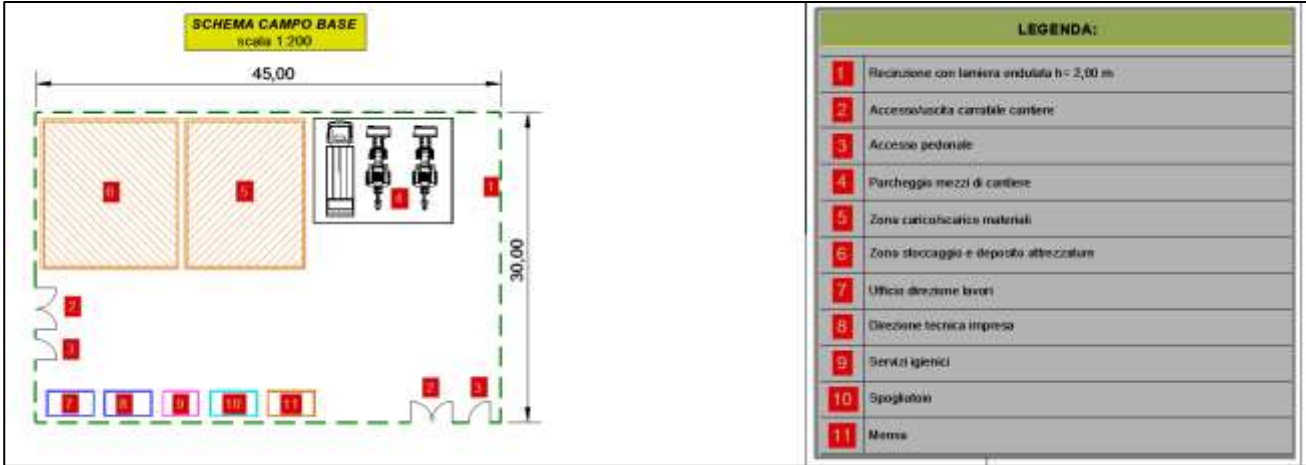 SCHEMA CAMPO BASE
scala 1:200
45,00
30,00
6
5
4
1
2
3
7
8
9
10
11
2
3
LEGENDA:
1 Recinzione con lamiera ondulata h= 2,00 m
2 Accesso/uscita carrabile cantiere
3 Accesso pedonale
4 Parcheggio mezzi di cantiere
5 Zona carico/scarico materiali
6 Zona stoccaggio e deposito attrezzature
7 Ufficio direzione lavori
8 Direzione tecnica impresa
9 Servizi igienici
10 Spogliatoio
11 Mensa